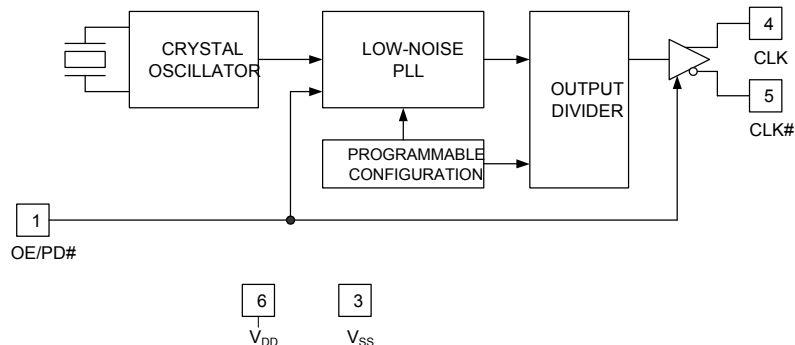 CRYSTAL
OSCILLATOR
LOW-NOISE
PLL
OUTPUT
DIVIDER
PROGRAMMABLE
CONFIGURATION
4
CLK
5
CLK#
1
OE/PD#
6
VDD
3
VSS